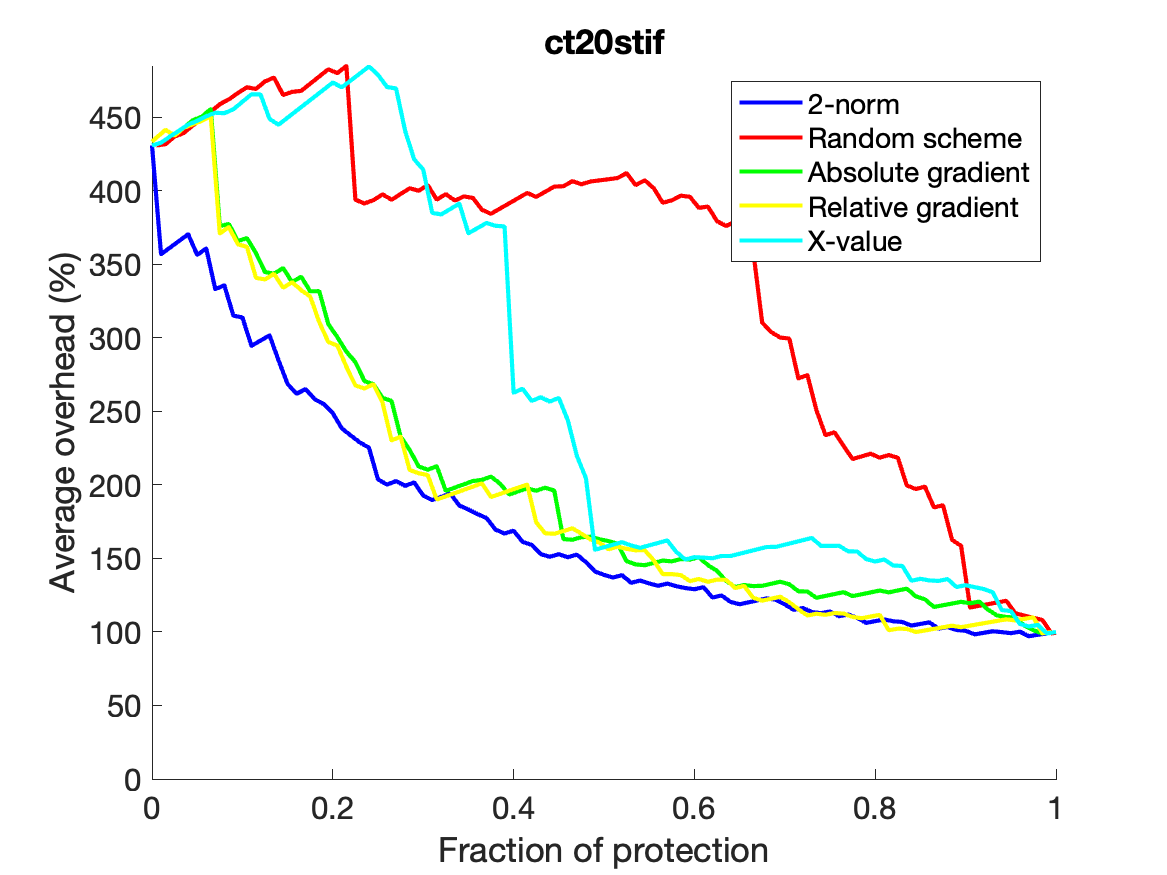 ct20stif
450
400
350
300
250
200
150
100
50
0
Average overhead (%)
2-norm
Random scheme
Absolute gradient
Relative gradient
X-value
0
0.2
0.4
0.6
0.8
1
Fraction of protection